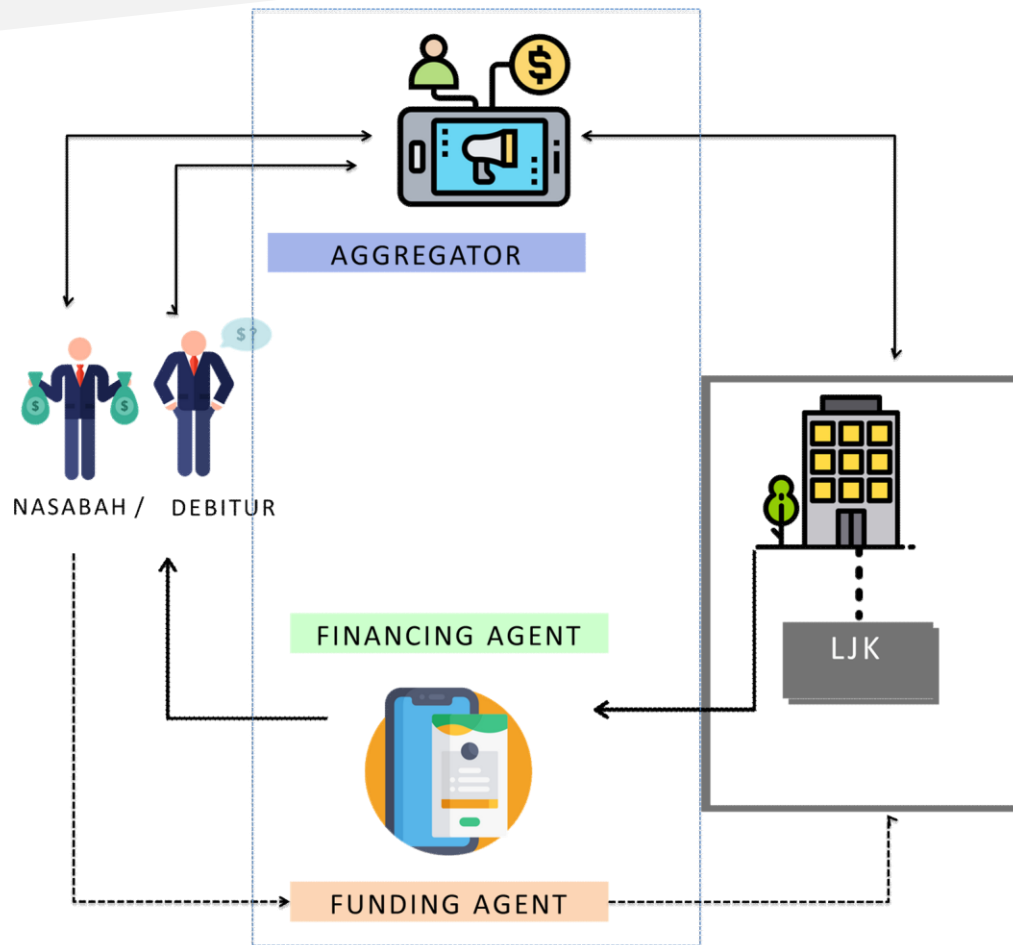 $
AGGREGATOR
$?
$ $
NASABAH / DEBITUR
FINANCING AGENT
LJK
FUNDING AGENT